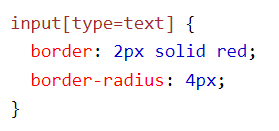 input[type=text] {
  border: 2px solid red;
  border-radius: 4px;
}